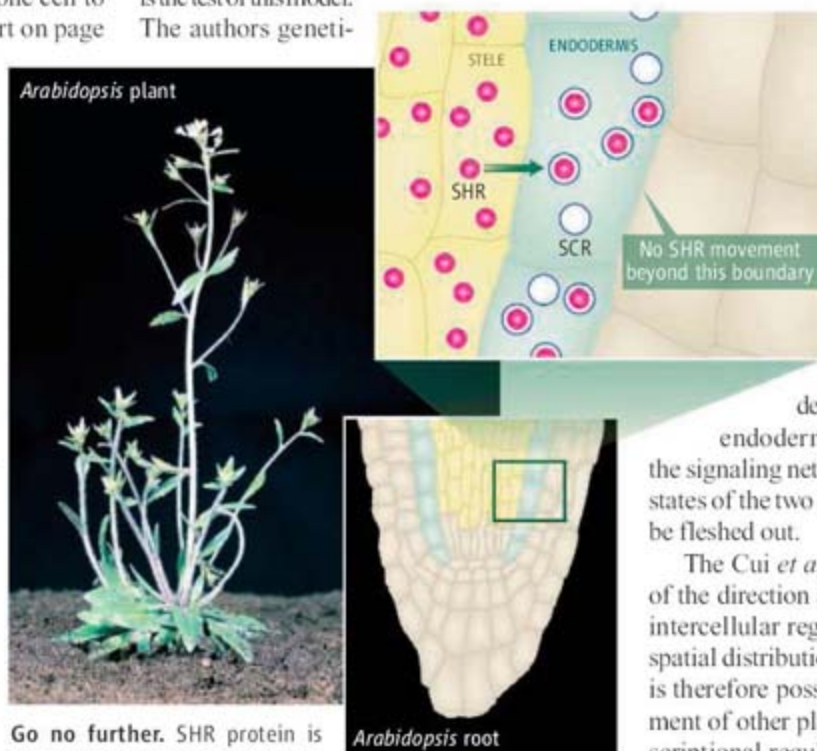 one cell to
rt on page
is the test of this model.
The authors geneti-
Arabidopsis plant
STELE
ENDODERMIS
SHR
SCR
No SHR movement
beyond this boundary
Arabidopsis root
Go no further. SHR protein is
de
endoderm
the signaling net
states of the two
be fleshed out.
The Cui et a
of the direction
intercellular reg
spatial distributio
is therefore poss
ment of other pl